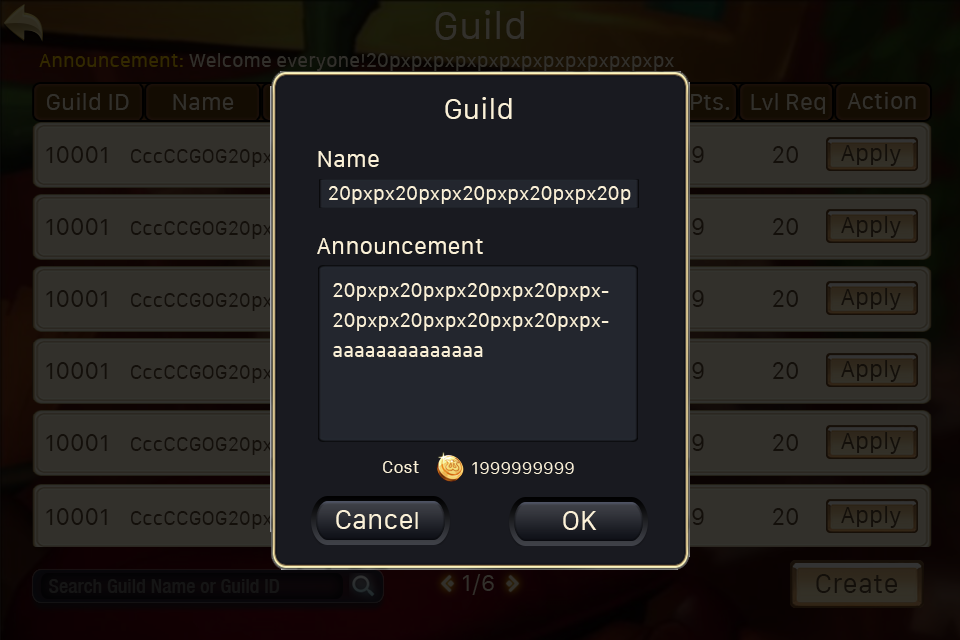 Guild
Announcement: Welcome everyone!20pxpxpxpxpxpxpxpxpxpxpxpxpxpx
Guild ID Name Pts. Lvl Req Action
10001 CccCCGOG20px 9 20 Apply
10001 CccCCGOG20px 9 20 Apply
10001 CccCCGOG20px 9 20 Apply
10001 CccCCGOG20px 9 20 Apply
10001 CccCCGOG20px 9 20 Apply
10001 CccCCGOG20px 9 20 Apply
Search Guild Name or Guild ID
1/6
Create
Guild
Name
20pxpx20pxpx20pxpx20pxpx20p
Announcement
20pxpx20pxpx20pxpx20pxpx-
20pxpx20pxpx20pxpx20pxpx-
aaaaaaaaaaaaaa
Cost 1999999999
Cancel OK